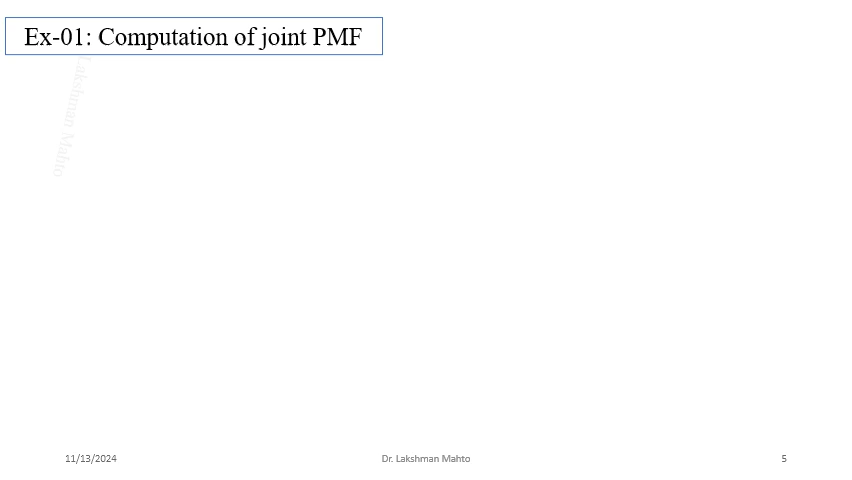 Ex-01: Computation of joint PMF
Lakshman Mahto
11/13/2024
Dr. Lakshman Mahto
5